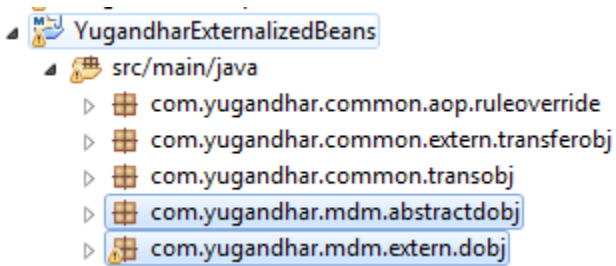 YugandharExternalizedBeans
src/main/java
com.yugandhar.common.aop.ruleoverride
com.yugandhar.common.extern.transferobj
com.yugandhar.common.transobj
com.yugandhar.mdm.abstractdobj
com.yugandhar.mdm.extern.dobj